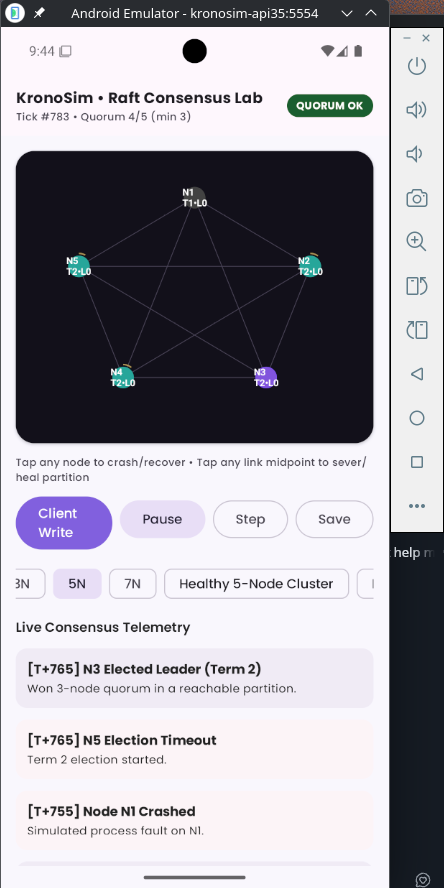 Android Emulator - kronosim-api35:5554
9:44
KronoSim • Raft Consensus Lab
Tick #783 • Quorum 4/5 (min 3)
QUORUM OK
N1
T1•L0
N5
T2•L0
N2
T2•L0
N4
T2•L0
N3
T2•L0
Tap any node to crash/recover • Tap any link midpoint to sever/
heal partition
Client
Write
Pause
Step
Save
3N
5N
7N
Healthy 5-Node Cluster
Live Consensus Telemetry
[T+765] N3 Elected Leader (Term 2)
Won 3-node quorum in a reachable partition.
[T+765] N5 Election Timeout
Term 2 election started.
[T+755] Node N1 Crashed
Simulated process fault on N1.
help